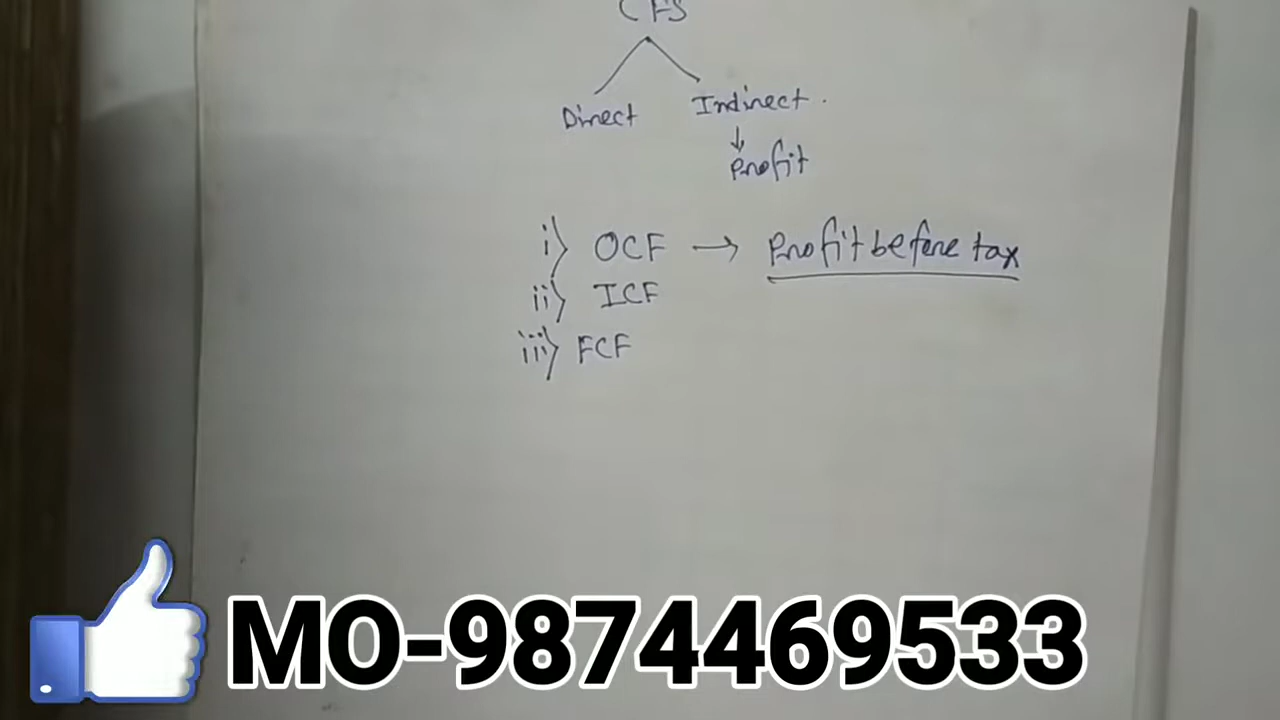 CFS
Direct Indirect .
↓
Profit
i) OCF → Profit before tax
ii) ICF
iii) FCF
MO-9874469533